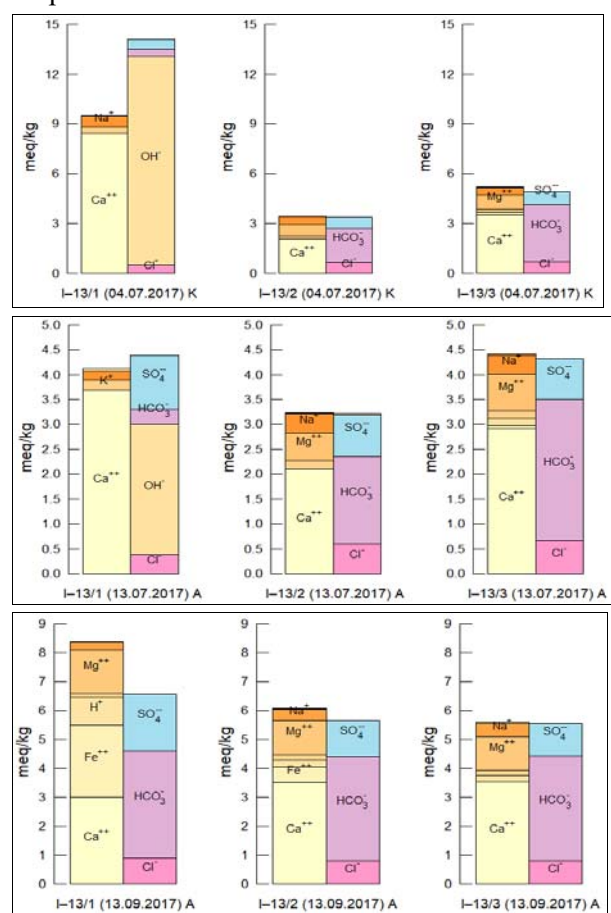 15
12
9
6
3
0
meq/kg
Na⁺
Ca⁺⁺
OH⁻
Cl⁻
I–13/1 (04.07.2017) K
15
12
9
6
3
0
meq/kg
Ca⁺⁺
HCO₃⁻
Cl⁻
I–13/2 (04.07.2017) K
15
12
9
6
3
0
meq/kg
Mg⁺⁺
Ca⁺⁺
SO₄⁻⁻
HCO₃⁻
Cl⁻
I–13/3 (04.07.2017) K
5.0
4.5
4.0
3.5
3.0
2.5
2.0
1.5
1.0
0.5
0.0
meq/kg
K⁺
Ca⁺⁺
SO₄⁻⁻
HCO₃⁻
OH⁻
Cl⁻
I–13/1 (13.07.2017) A
5.0
4.5
4.0
3.5
3.0
2.5
2.0
1.5
1.0
0.5
0.0
meq/kg
Na⁺
Mg⁺⁺
Ca⁺⁺
SO₄⁻⁻
HCO₃⁻
Cl⁻
I–13/2 (13.07.2017) A
5.0
4.5
4.0
3.5
3.0
2.5
2.0
1.5
1.0
0.5
0.0
meq/kg
Na⁺
Mg⁺⁺
Ca⁺⁺
SO₄⁻⁻
HCO₃⁻
Cl⁻
I–13/3 (13.07.2017) A
9
8
7
6
5
4
3
2
1
0
meq/kg
Mg⁺⁺
H⁺
Fe⁺⁺
Ca⁺⁺
SO₄⁻⁻
HCO₃⁻
Cl⁻
I–13/1 (13.09.2017) A
9
8
7
6
5
4
3
2
1
0
meq/kg
Na⁺
Mg⁺⁺
Fe⁺⁺
Ca⁺⁺
SO₄⁻⁻
HCO₃⁻
Cl⁻
I–13/2 (13.09.2017) A
9
8
7
6
5
4
3
2
1
0
meq/kg
Na⁺
Mg⁺⁺
Ca⁺⁺
SO₄⁻⁻
HCO₃⁻
Cl⁻
I–13/3 (13.09.2017) A